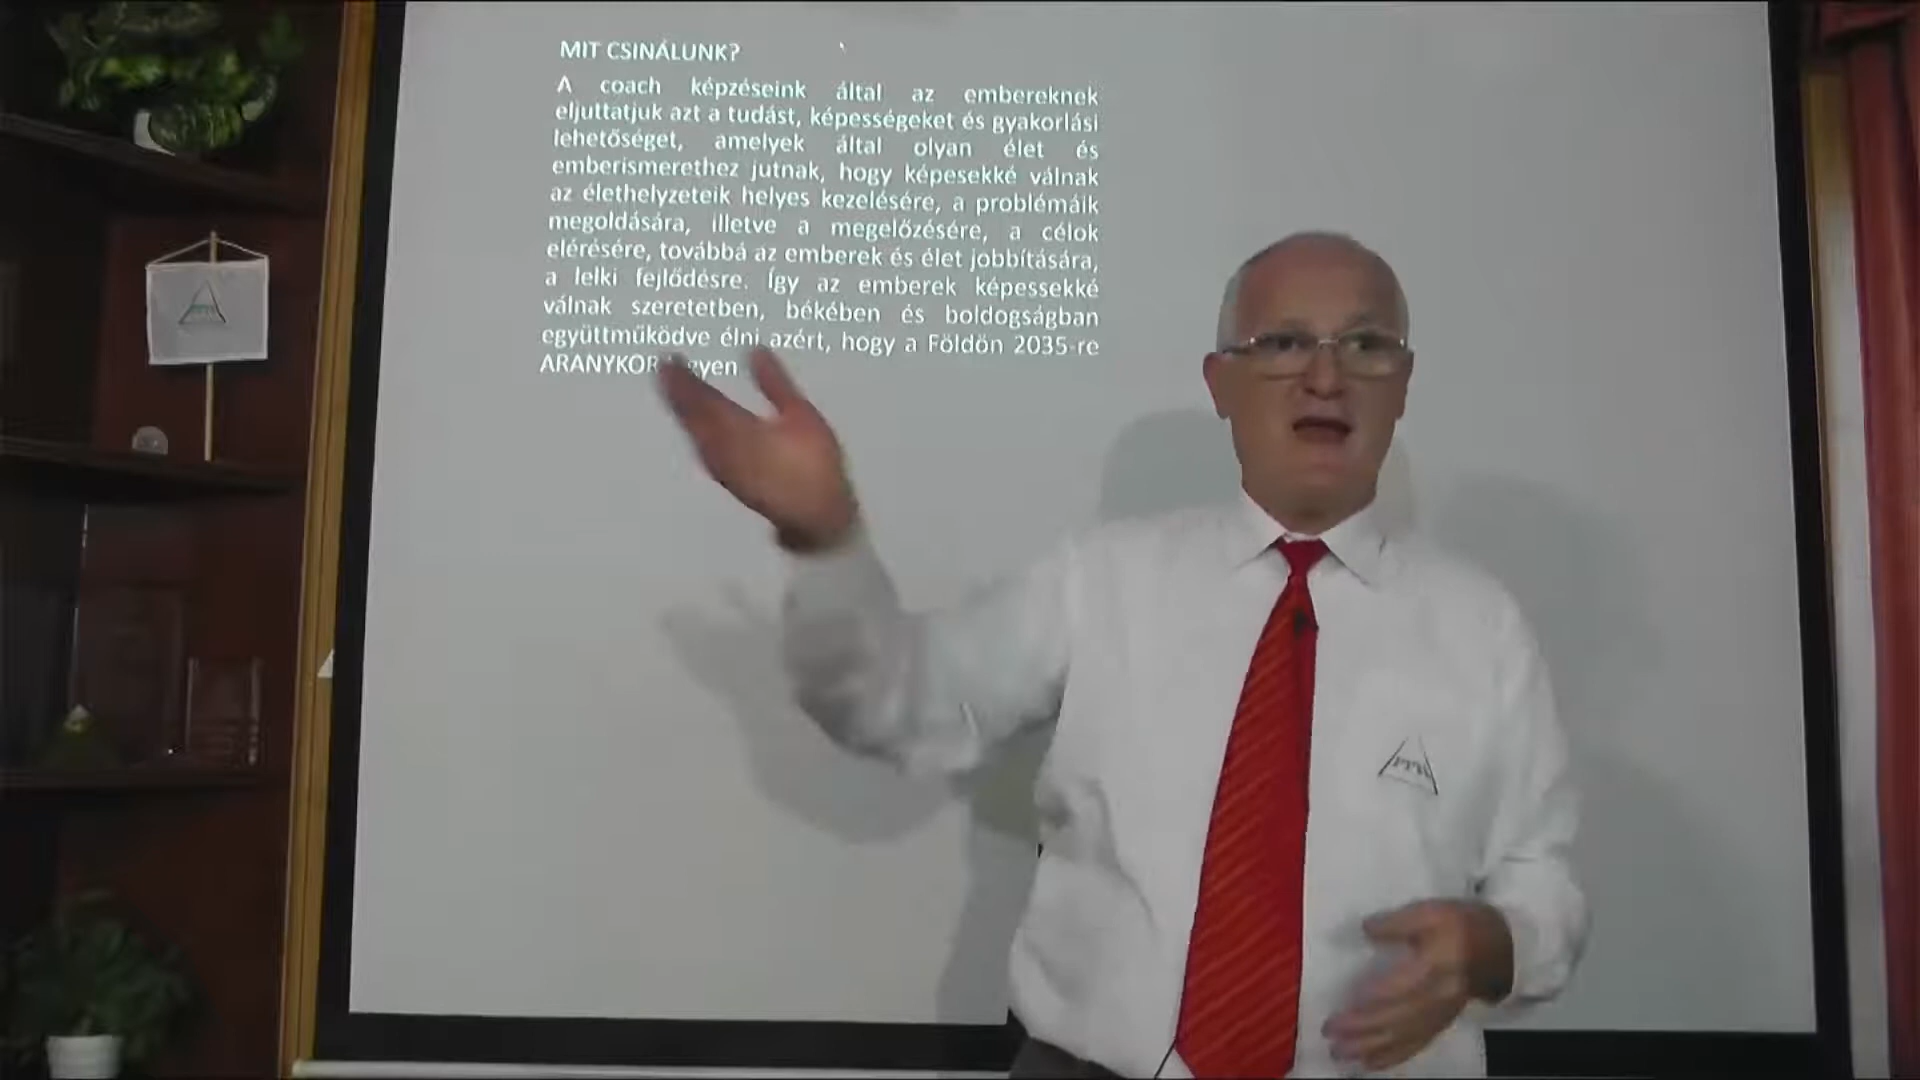 MIT CSINÁLUNK?
A coach képzéseink által az embereknek
eljuttatjuk azt a tudást, képességeket és gyakorlási
lehetőséget, amelyek által olyan élet és
emberismerethez jutnak, hogy képesekké válnak
az élethelyzeteik helyes kezelésére, a problémáik
megoldására, illetve a megelőzésére, a célok
elérésére, továbbá az emberek és élet jobbítására,
a lelki fejlődésre. Így az emberek képessekké
válnak szeretetben, békében és boldogságban
együttműködve élni azért, hogy a Földön 2035-re